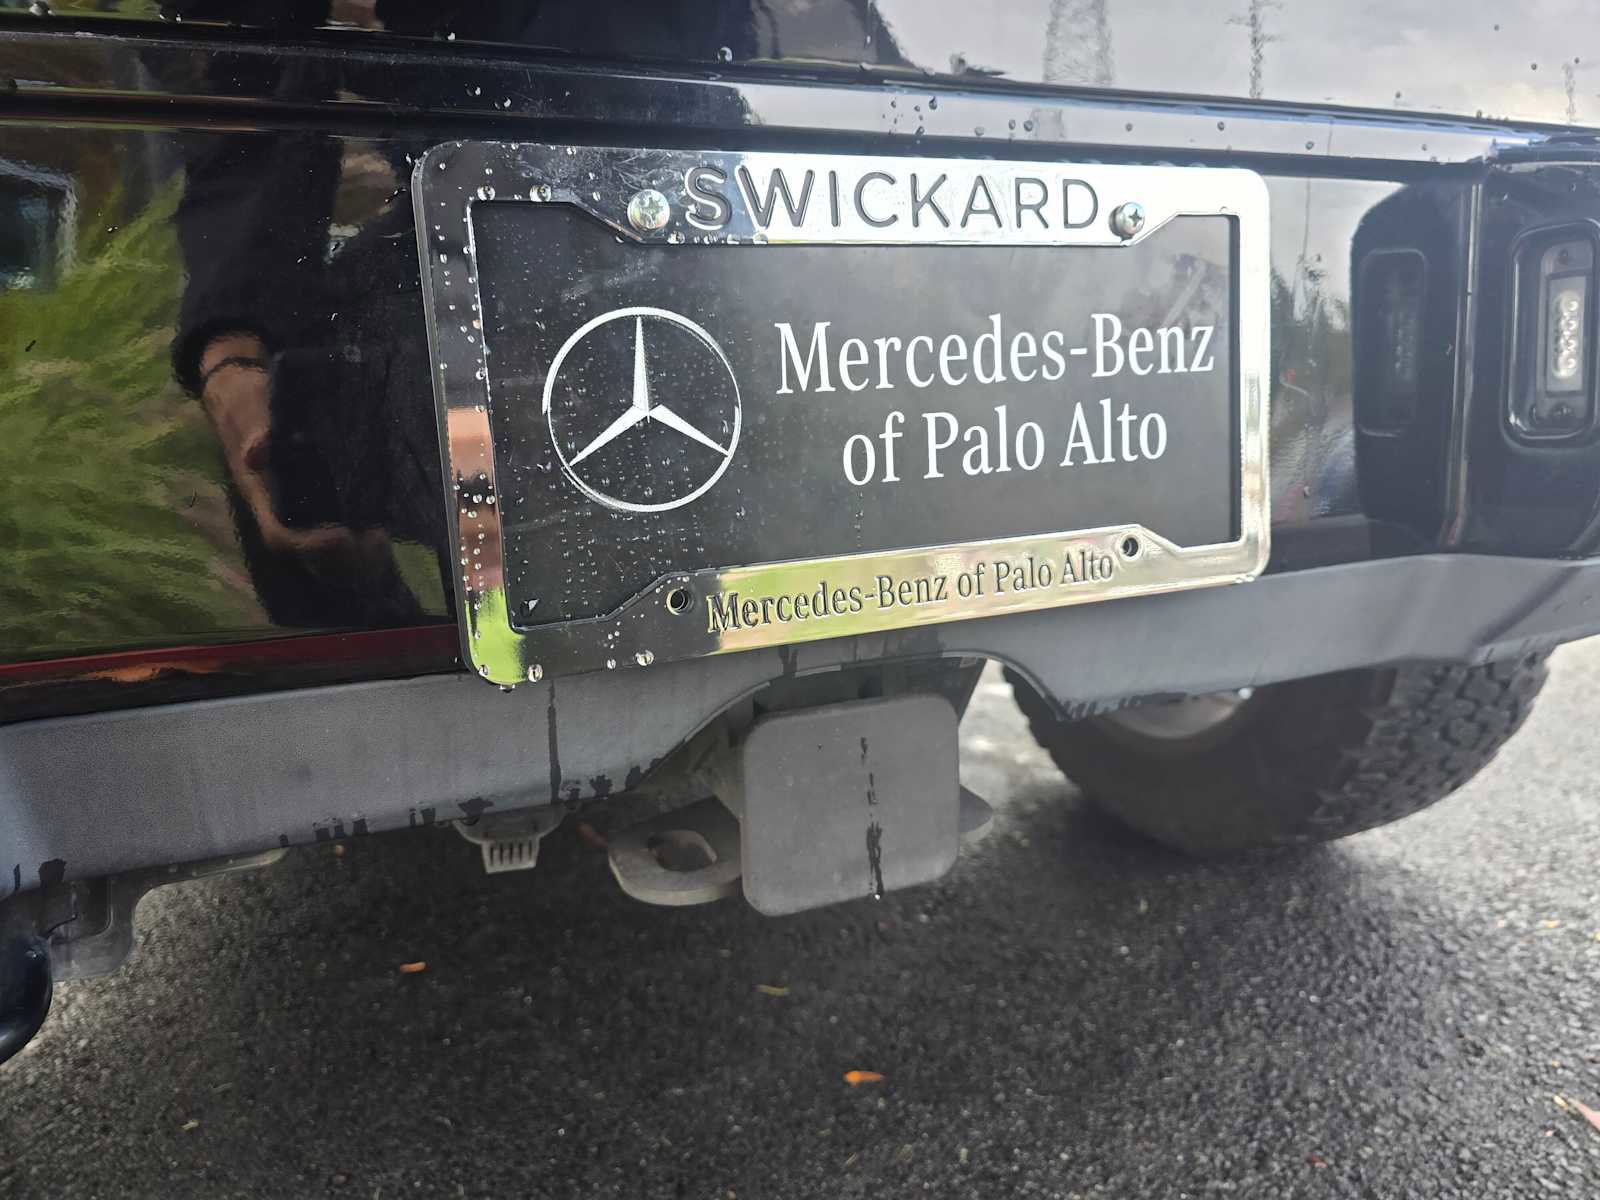 SWICKARD
Mercedes-Benz
of Palo Alto
Mercedes-Benz of Palo Alto